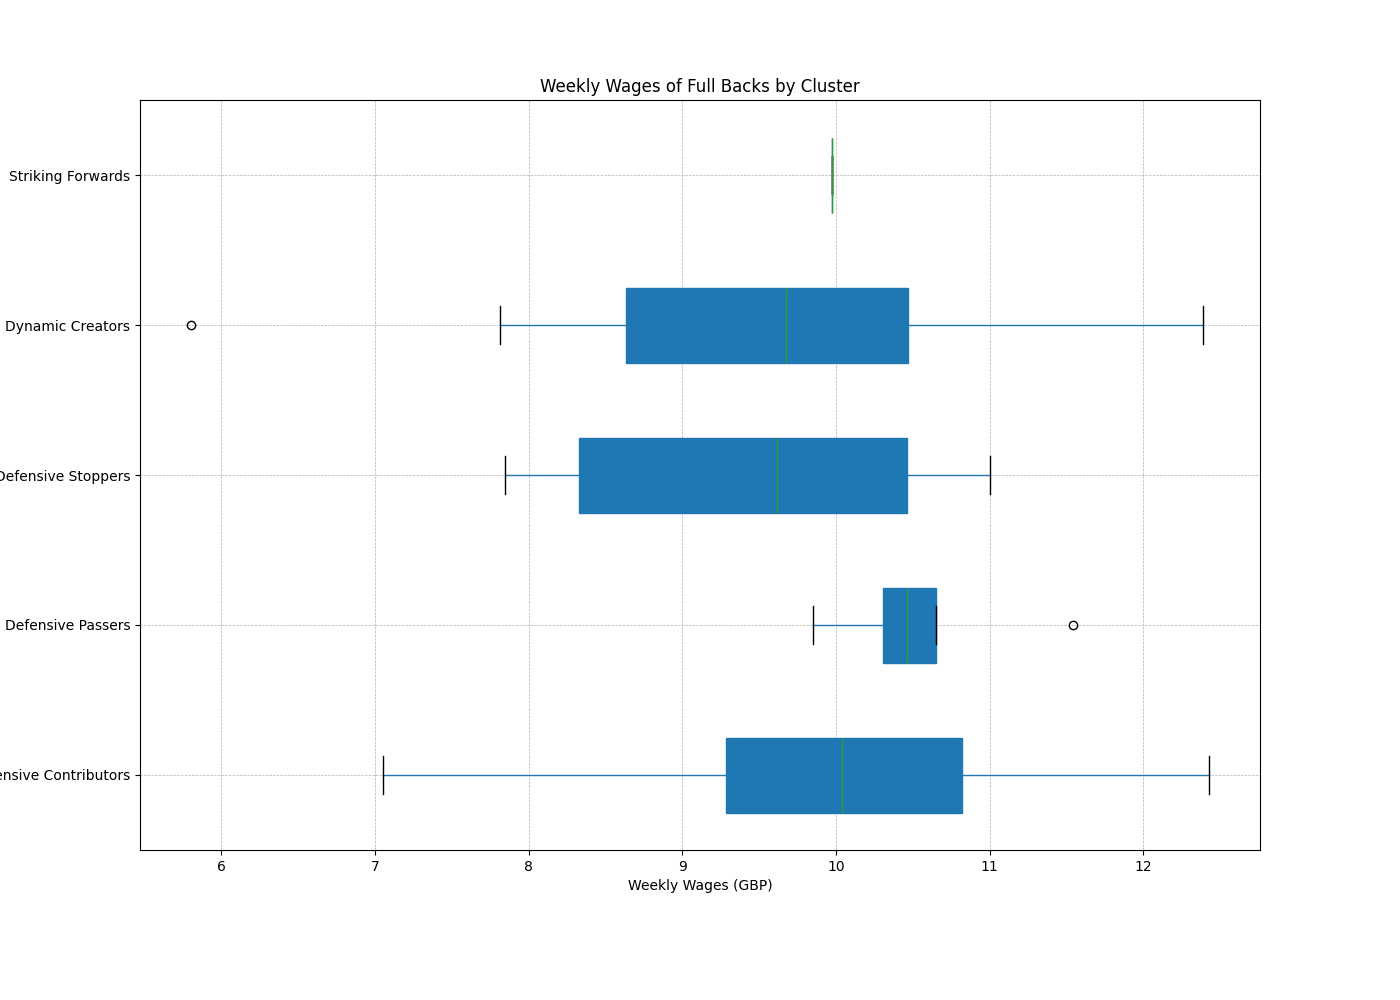 Weekly Wages of Full Backs by Cluster
Striking Forwards
Dynamic Creators
Defensive Stoppers
Defensive Passers
ensive Contributors
6 7 8 9 10 11 12
Weekly Wages (GBP)